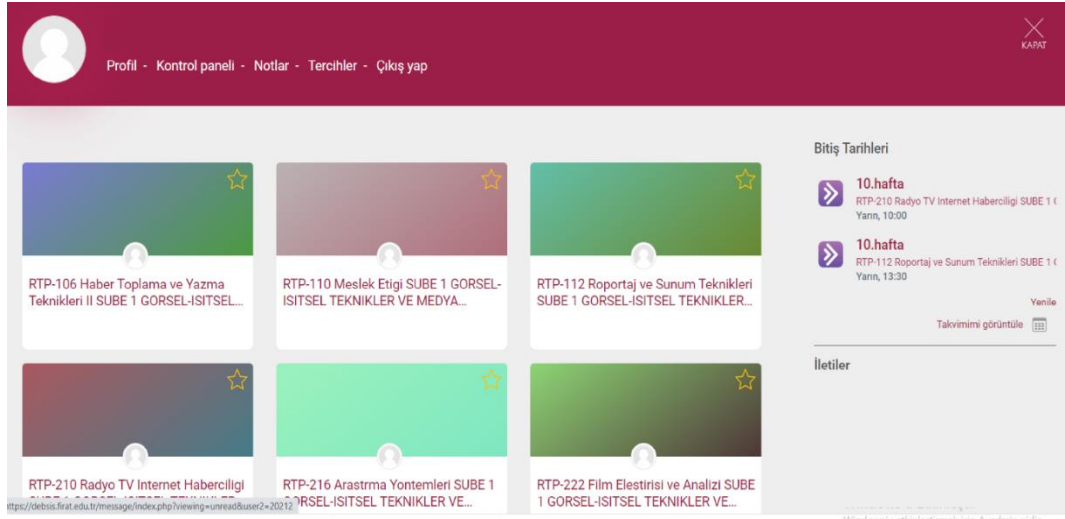 KAPAT
Profil - Kontrol paneli - Notlar - Tercihler - Çıkış yap
RTP-106 Haber Toplama ve Yazma
Teknikleri II SUBE 1 GORSEL-ISITSEL...
RTP-110 Meslek Etigi SUBE 1 GORSEL-
ISITSEL TEKNIKLER VE MEDYA...
RTP-112 Roportaj ve Sunum Teknikleri
SUBE 1 GORSEL-ISITSEL TEKNIKLER...
RTP-210 Radyo TV Internet Haberciligi
RTP-216 Arastrma Yontemleri SUBE 1
GORSEL-ISITSEL TEKNIKLER VE...
RTP-222 Film Elestirisi ve Analizi SUBE
1 GORSEL-ISITSEL TEKNIKLER VE...
https://debsis.firat.edu.tr/message/index.php?viewing=unread&user2=20212
Bitiş Tarihleri
10.hafta
RTP-210 Radyo TV Internet Haberciligi SUBE 1
Yarın, 10:00
10.hafta
RTP-112 Roportaj ve Sunum Teknikleri SUBE 1
Yarın, 13:30
Yenile
Takvimimi görüntüle
İletiler